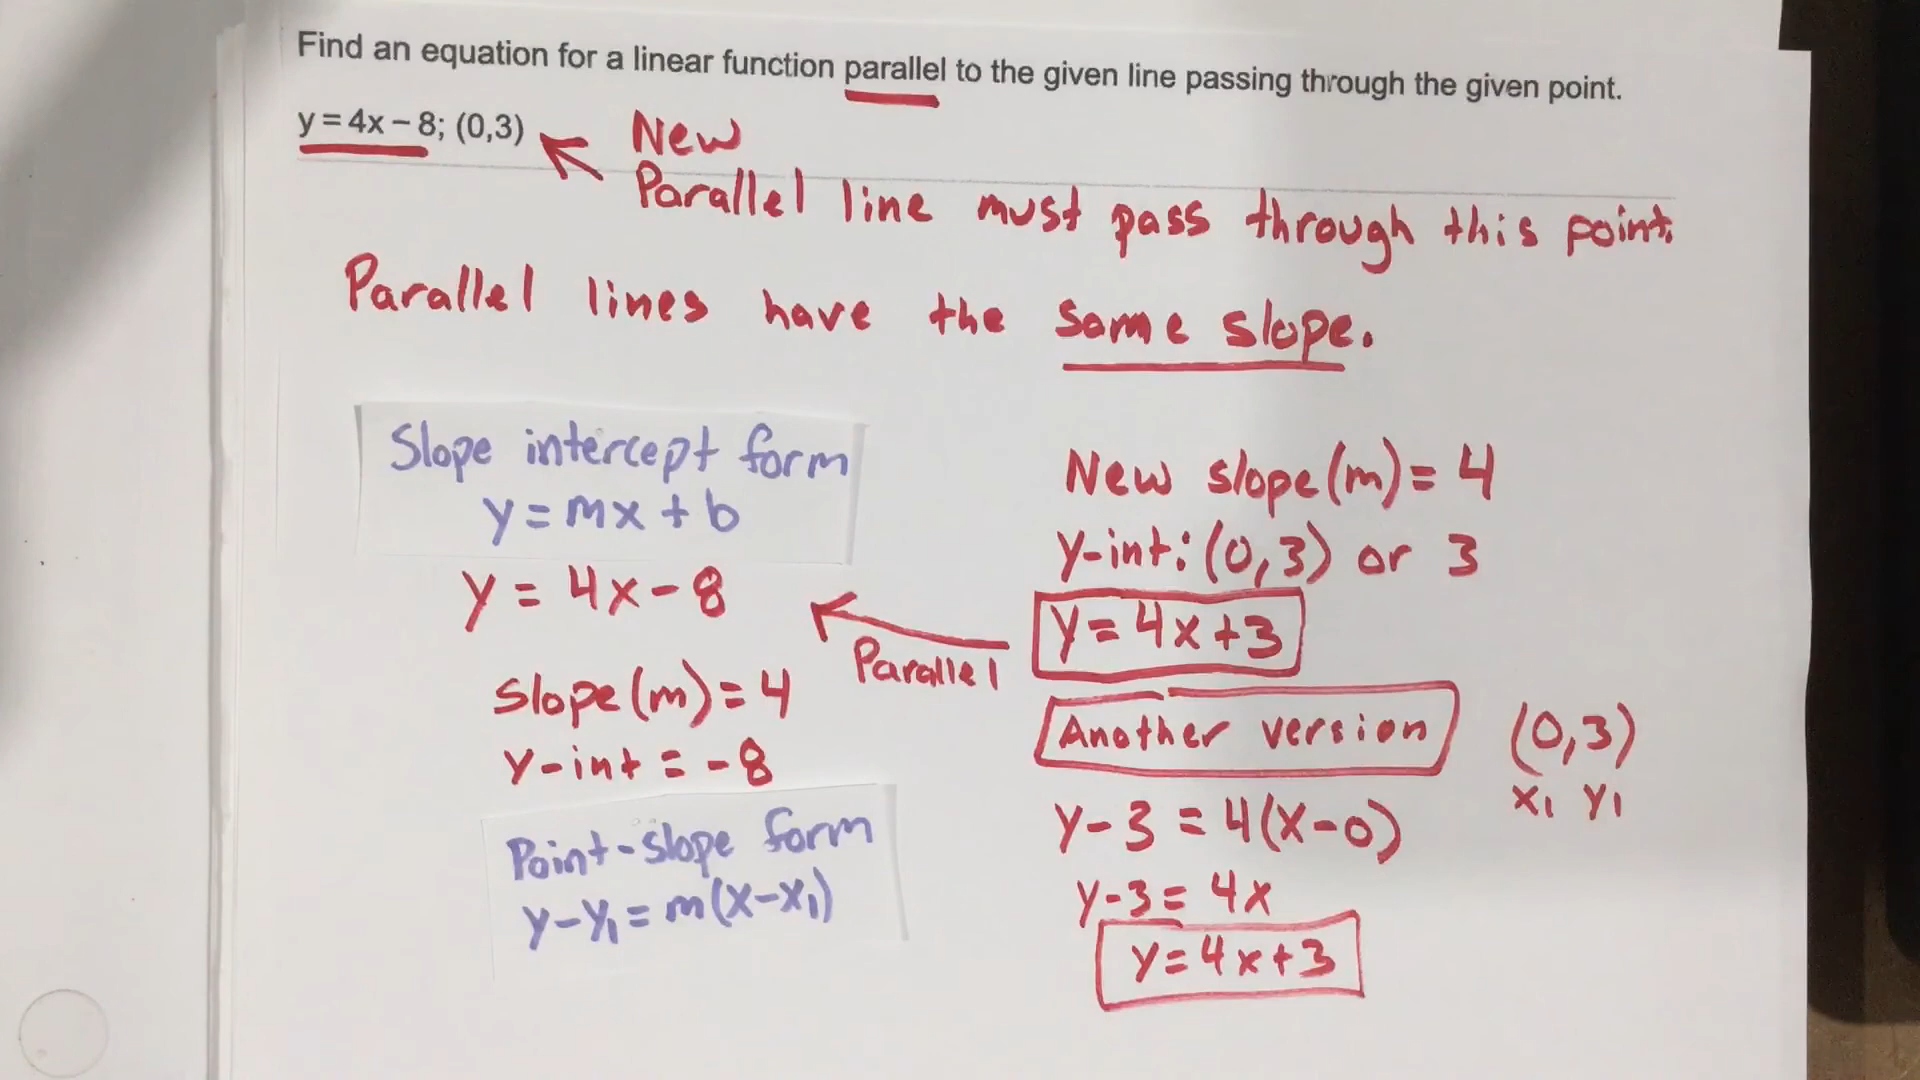 Find an equation for a linear function parallel to the given line passing through the given point.
y = 4x – 8; (0,3)
New
Parallel line must pass through this point.
Parallel lines have the same slope.
Slope intercept form
y = mx + b
y = 4x - 8
Slope (m) = 4
y-int = -8
Point-slope form
y - y₁ = m(x - x₁)
Parallel
New slope (m) = 4
y-int: (0,3) or 3
y = 4x + 3
Another version
(0,3)
x₁ y₁
y - 3 = 4(x - 0)
y - 3 = 4x
y = 4x + 3